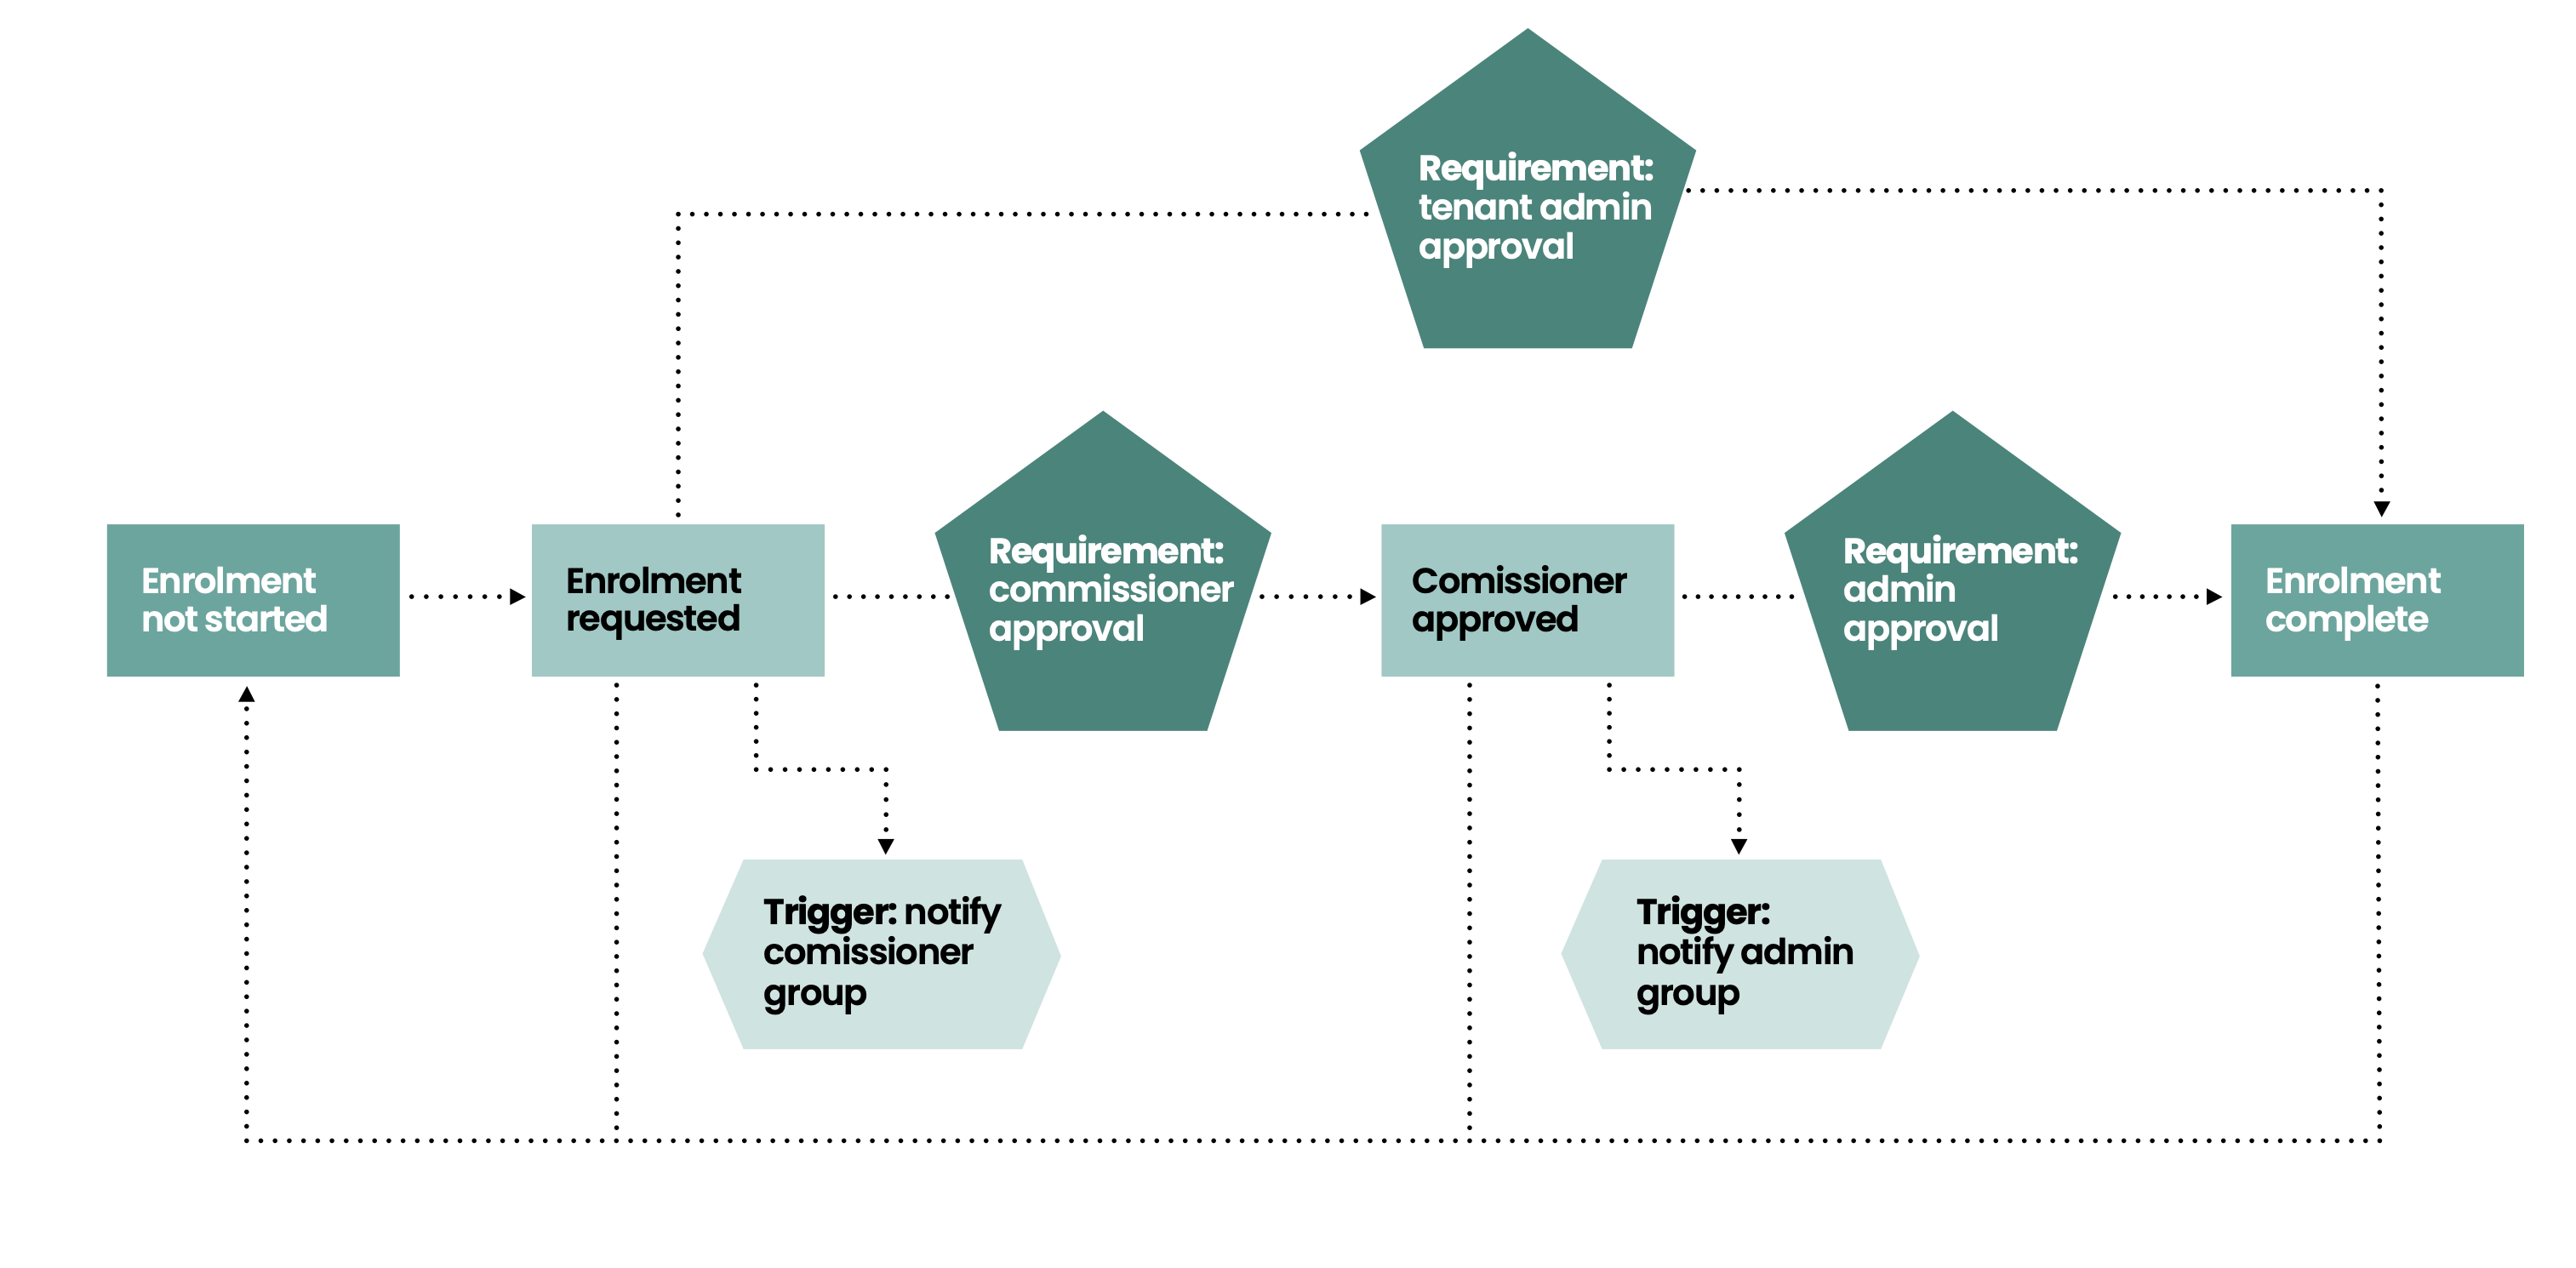 Requirement:
tenant admin
approval
Enrolment
not started
Enrolment
requested
Requirement:
commissioner
approval
Comissioner
approved
Requirement:
admin
approval
Enrolment
complete
Trigger: notify
comissioner
group
Trigger:
notify admin
group